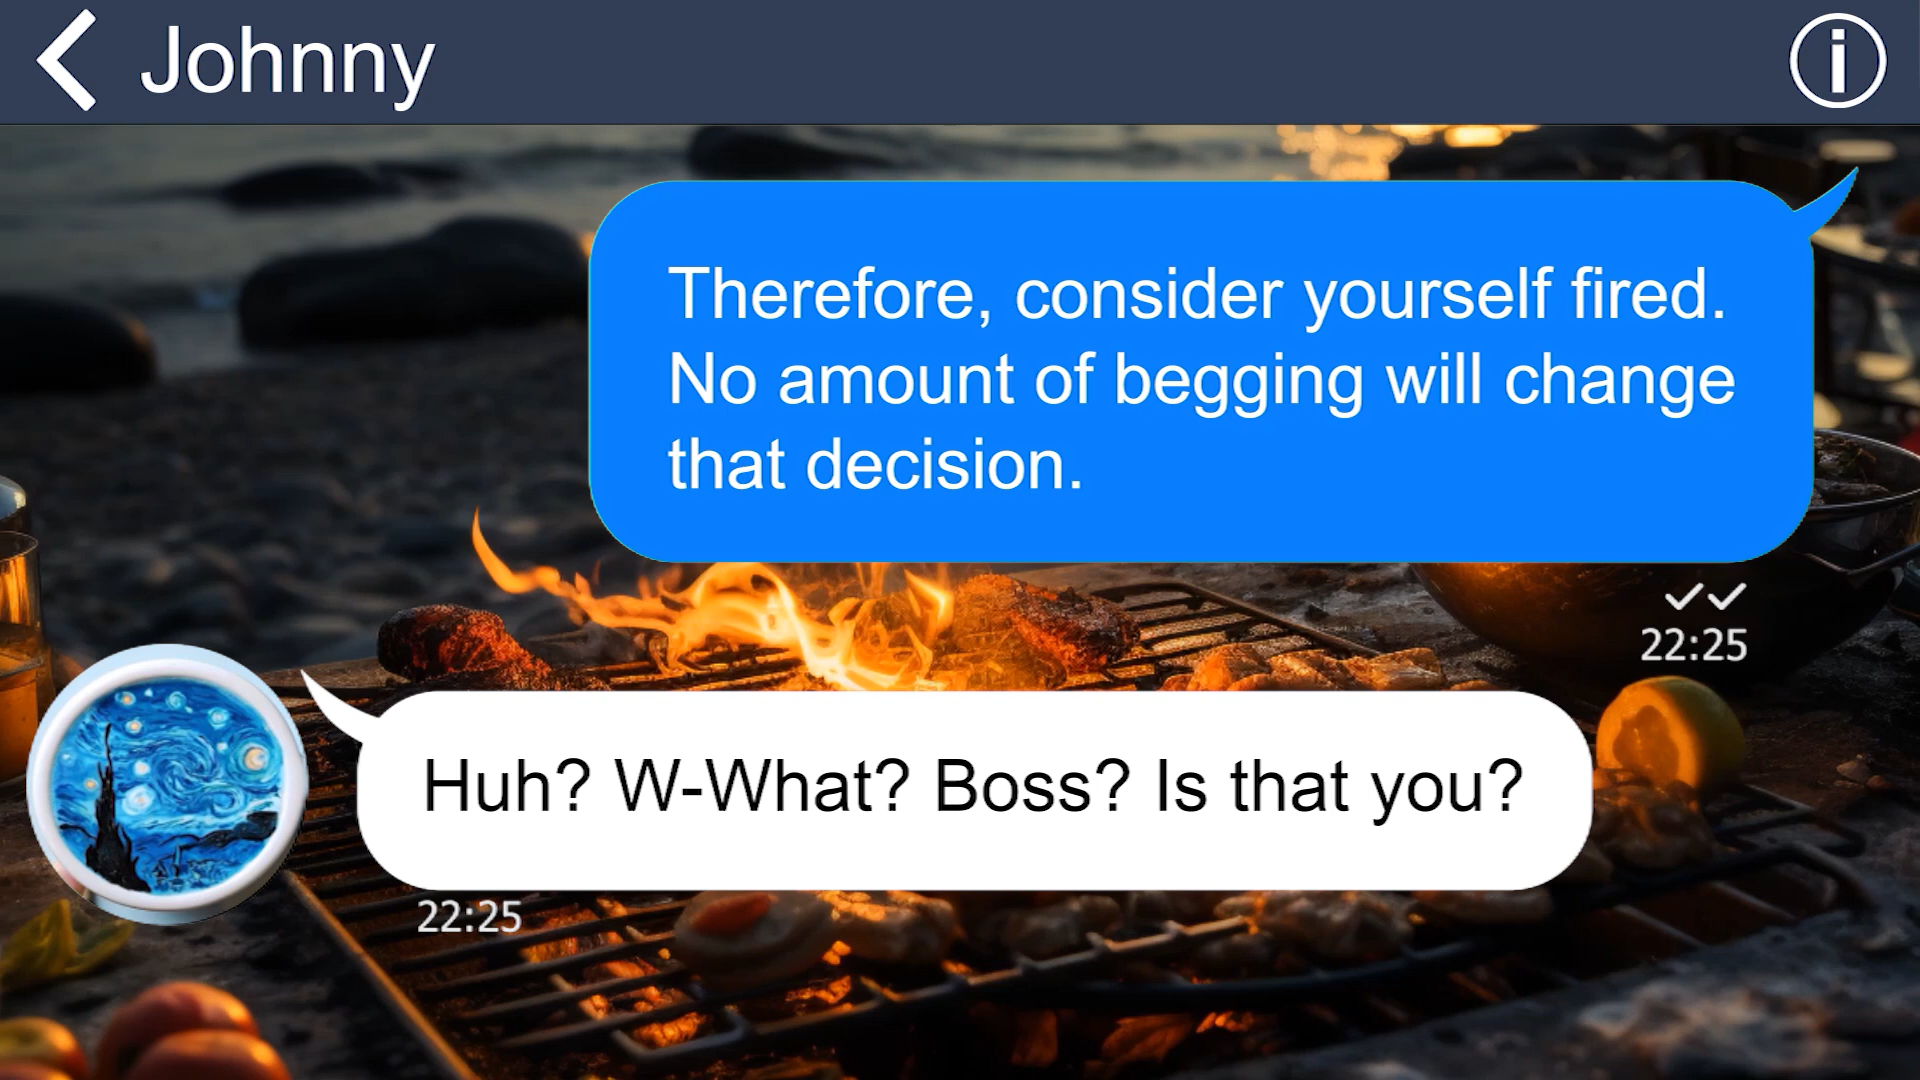 Johnny
Therefore, consider yourself fired.
No amount of begging will change
that decision.
22:25
Huh? W-What? Boss? Is that you?
22:25